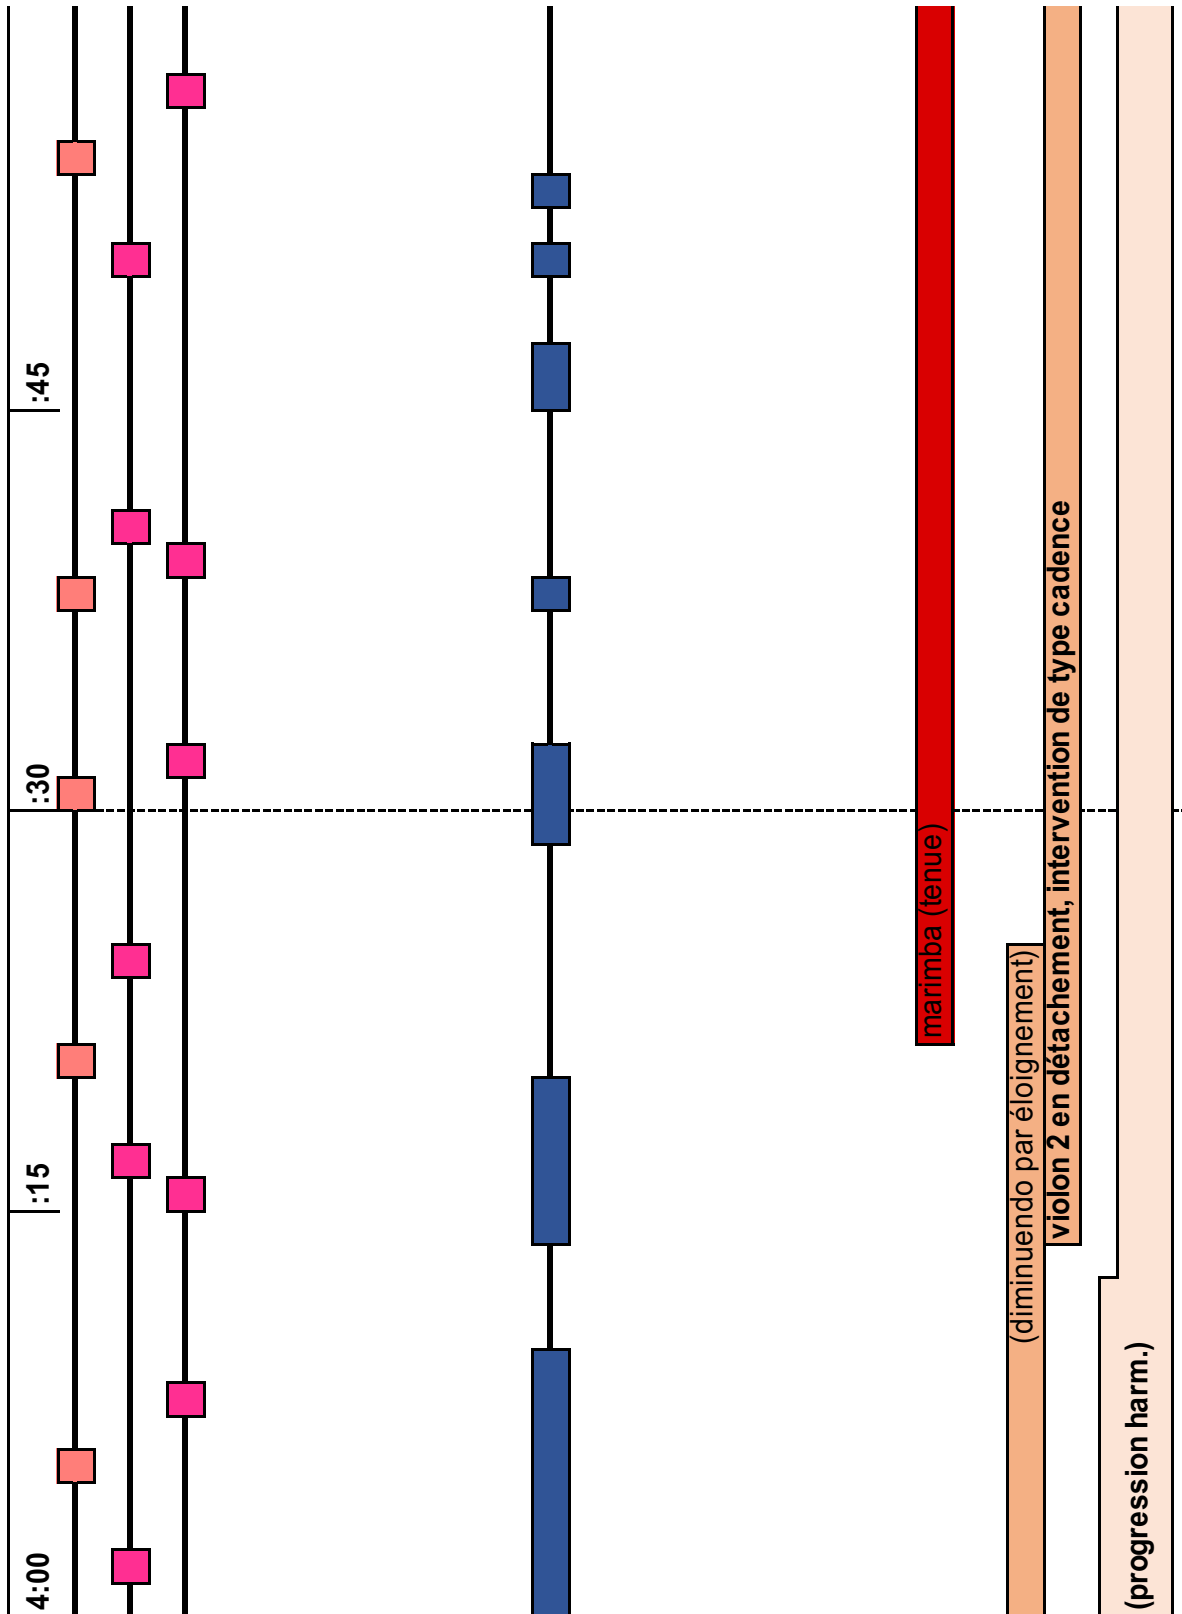 4:00
:15
:30
:45
marimba (tenue)
(diminuendo par éloignement)
violon 2 en détachement, intervention de type cadence
(progression harm.)